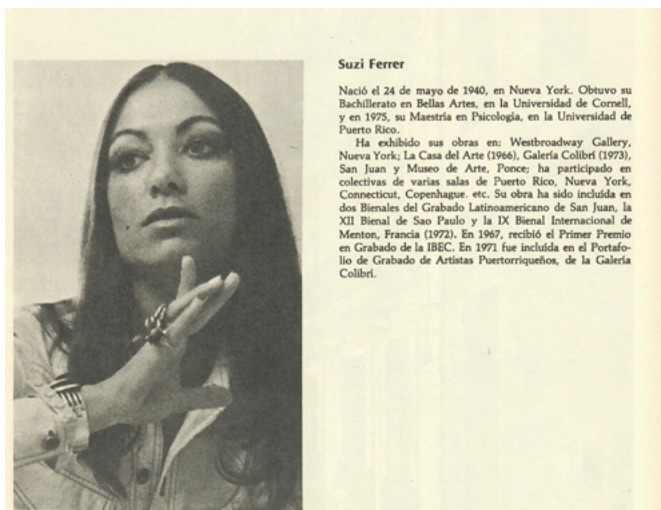 Suzi Ferrer
Nació el 24 de mayo de 1940, en Nueva York. Obtuvo su
Bachillerato en Bellas Artes, en la Universidad de Cornell,
y en 1975, su Maestría en Psicología, en la Universidad de
Puerto Rico.
Ha exhibido sus obras en: Westbroadway Gallery,
Nueva York; La Casa del Arte (1966), Galería Colibrí (1973),
San Juan y Museo de Arte, Ponce; ha participado en
colectivas de varias salas de Puerto Rico, Nueva York,
Connecticut, Copenhague. etc. Su obra ha sido incluída en
dos Bienales del Grabado Latinoamericano de San Juan, la
XII Bienal de Sao Paulo y la IX Bienal Internacional de
Menton, Francia (1972). En 1967, recibió el Primer Premio
en Grabado de la IBEC. En 1971 fue incluída en el Portafo-
lio de Grabado de Artistas Puertorriqueños, de la Galería
Colibrí.